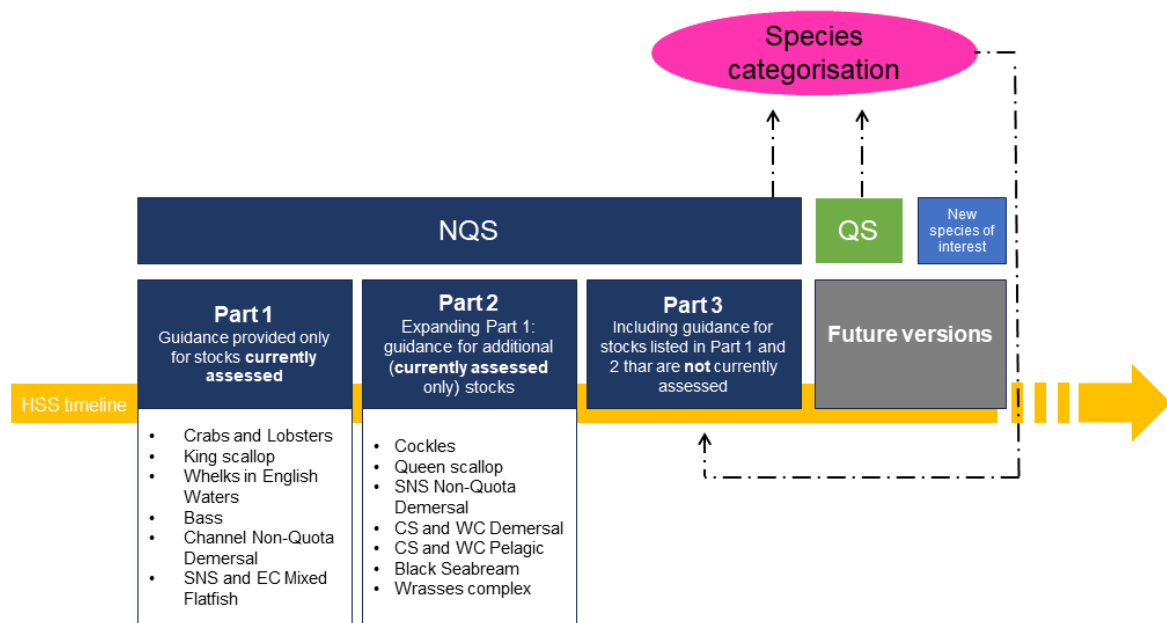 Species
categorisation
NQS
QS
New
species of
interest
Part 1
Guidance provided only
for stocks currently
assessed
Part 2
Expanding Part 1:
guidance for additional
(currently assessed
only) stocks
Part 3
Including guidance for
stocks listed in Part 1 and
2 thar are not currently
assessed
Future versions
HSS timeline
• Crabs and Lobsters
• King scallop
• Whelks in English
Waters
• Bass
• Channel Non-Quota
Demersal
• SNS and EC Mixed
Flatfish
• Cockles
• Queen scallop
• SNS Non-Quota
Demersal
• CS and WC Demersal
• CS and WC Pelagic
• Black Seabream
• Wrasses complex